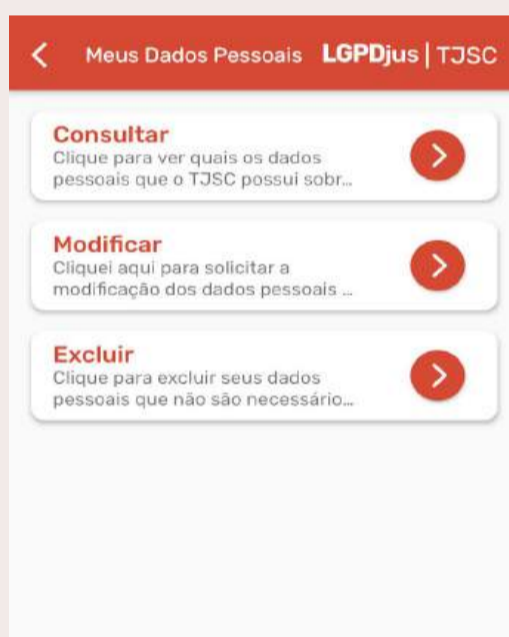 Meus Dados Pessoais LGPDjus | TJSC
Consultar
Clique para ver quais os dados
pessoais que o TJSC possui sobr...
Modificar
Cliquei aqui para solicitar a
modificação dos dados pessoais ...
Excluir
Clique para excluir seus dados
pessoais que não são necessário...